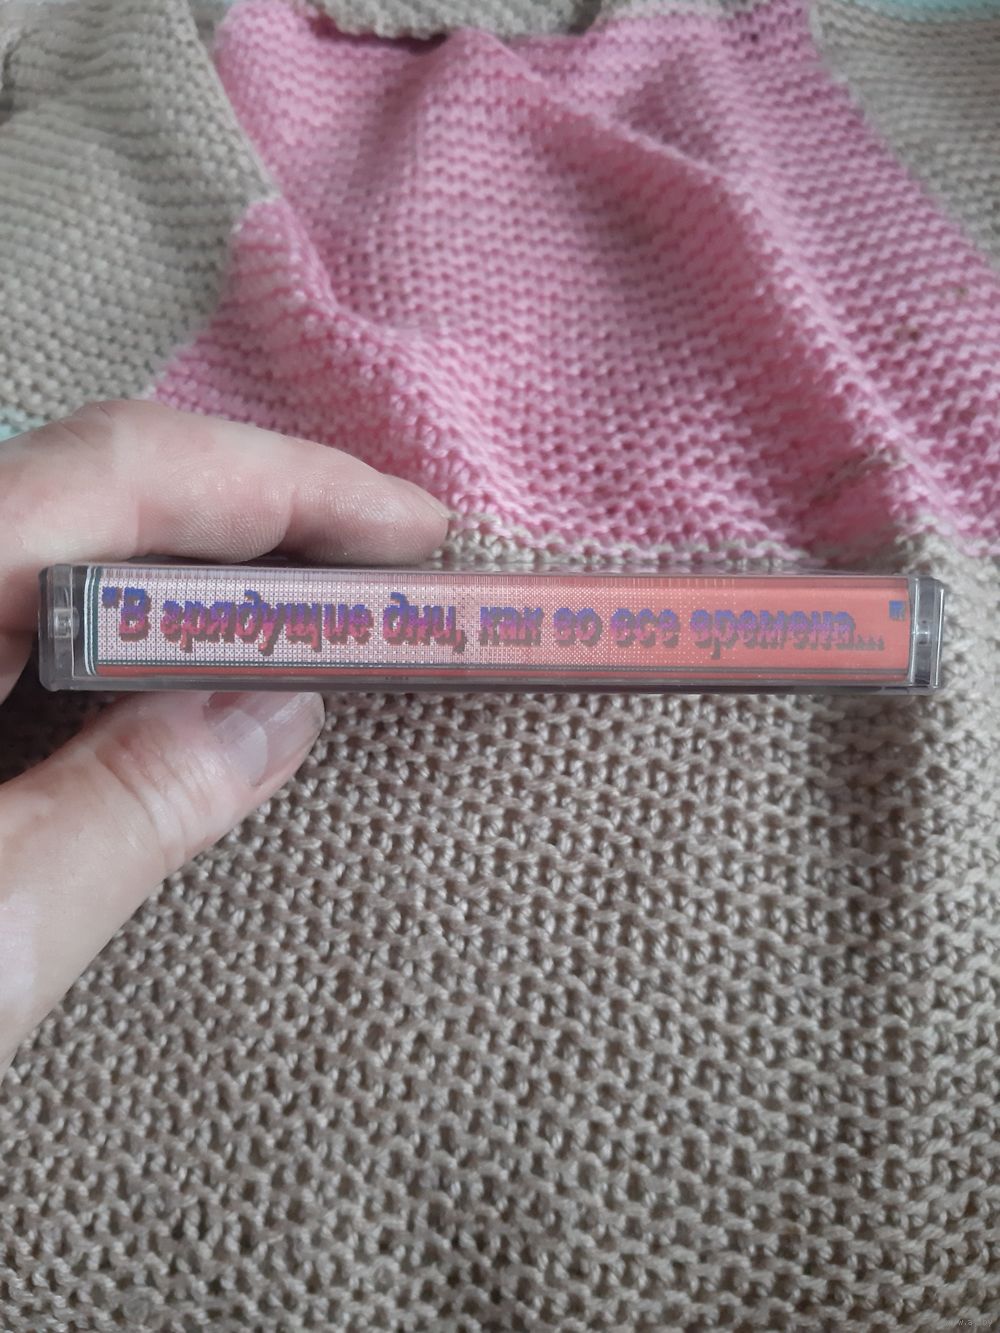 "В грядущие дни, как во все времена..."